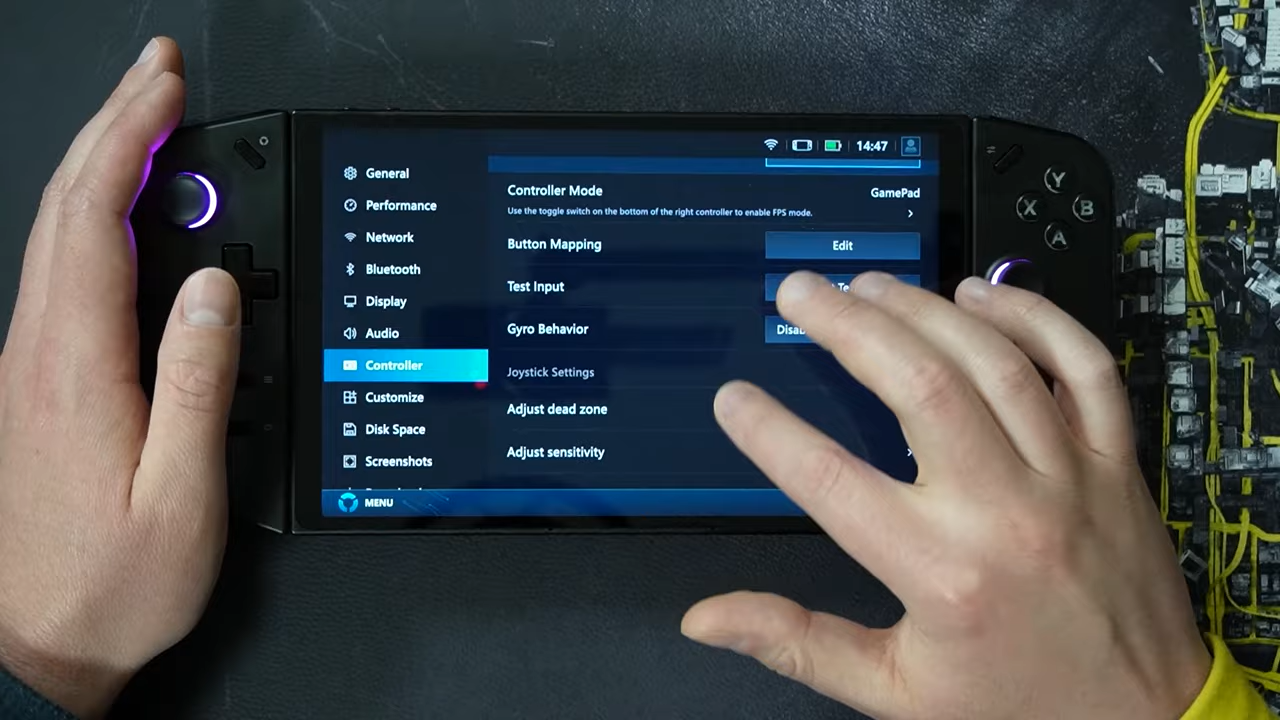 14:47
General
Performance
Network
Bluetooth
Display
Audio
Controller
Customize
Disk Space
Screenshots
MENU
Controller Mode
GamePad
Use the toggle switch on the bottom of the right controller to enable FPS mode.
Button Mapping
Edit
Test Input
Gyro Behavior
Joystick Settings
Adjust dead zone
Adjust sensitivity
Y
X
B
A